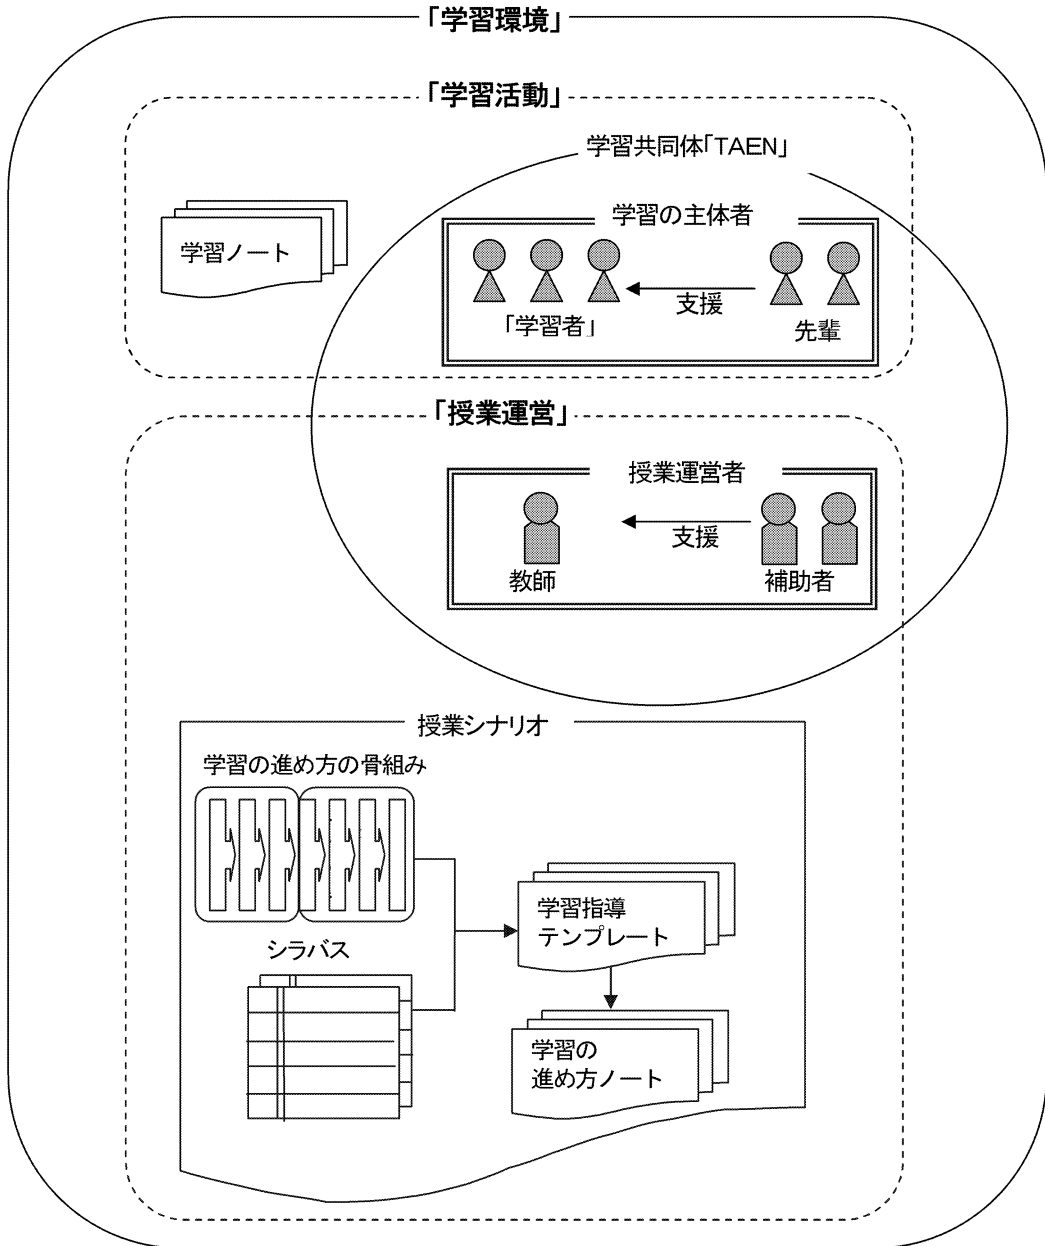 「学習環境」
「学習活動」
学習共同体「TAEN」
学習の主体者
学習ノート
支援
「学習者」
先輩
「授業運営」
授業運営者
支援
教師
補助者
授業シナリオ
学習の進め方の骨組み
シラバス
学習指導
テンプレート
学習の
進め方ノート